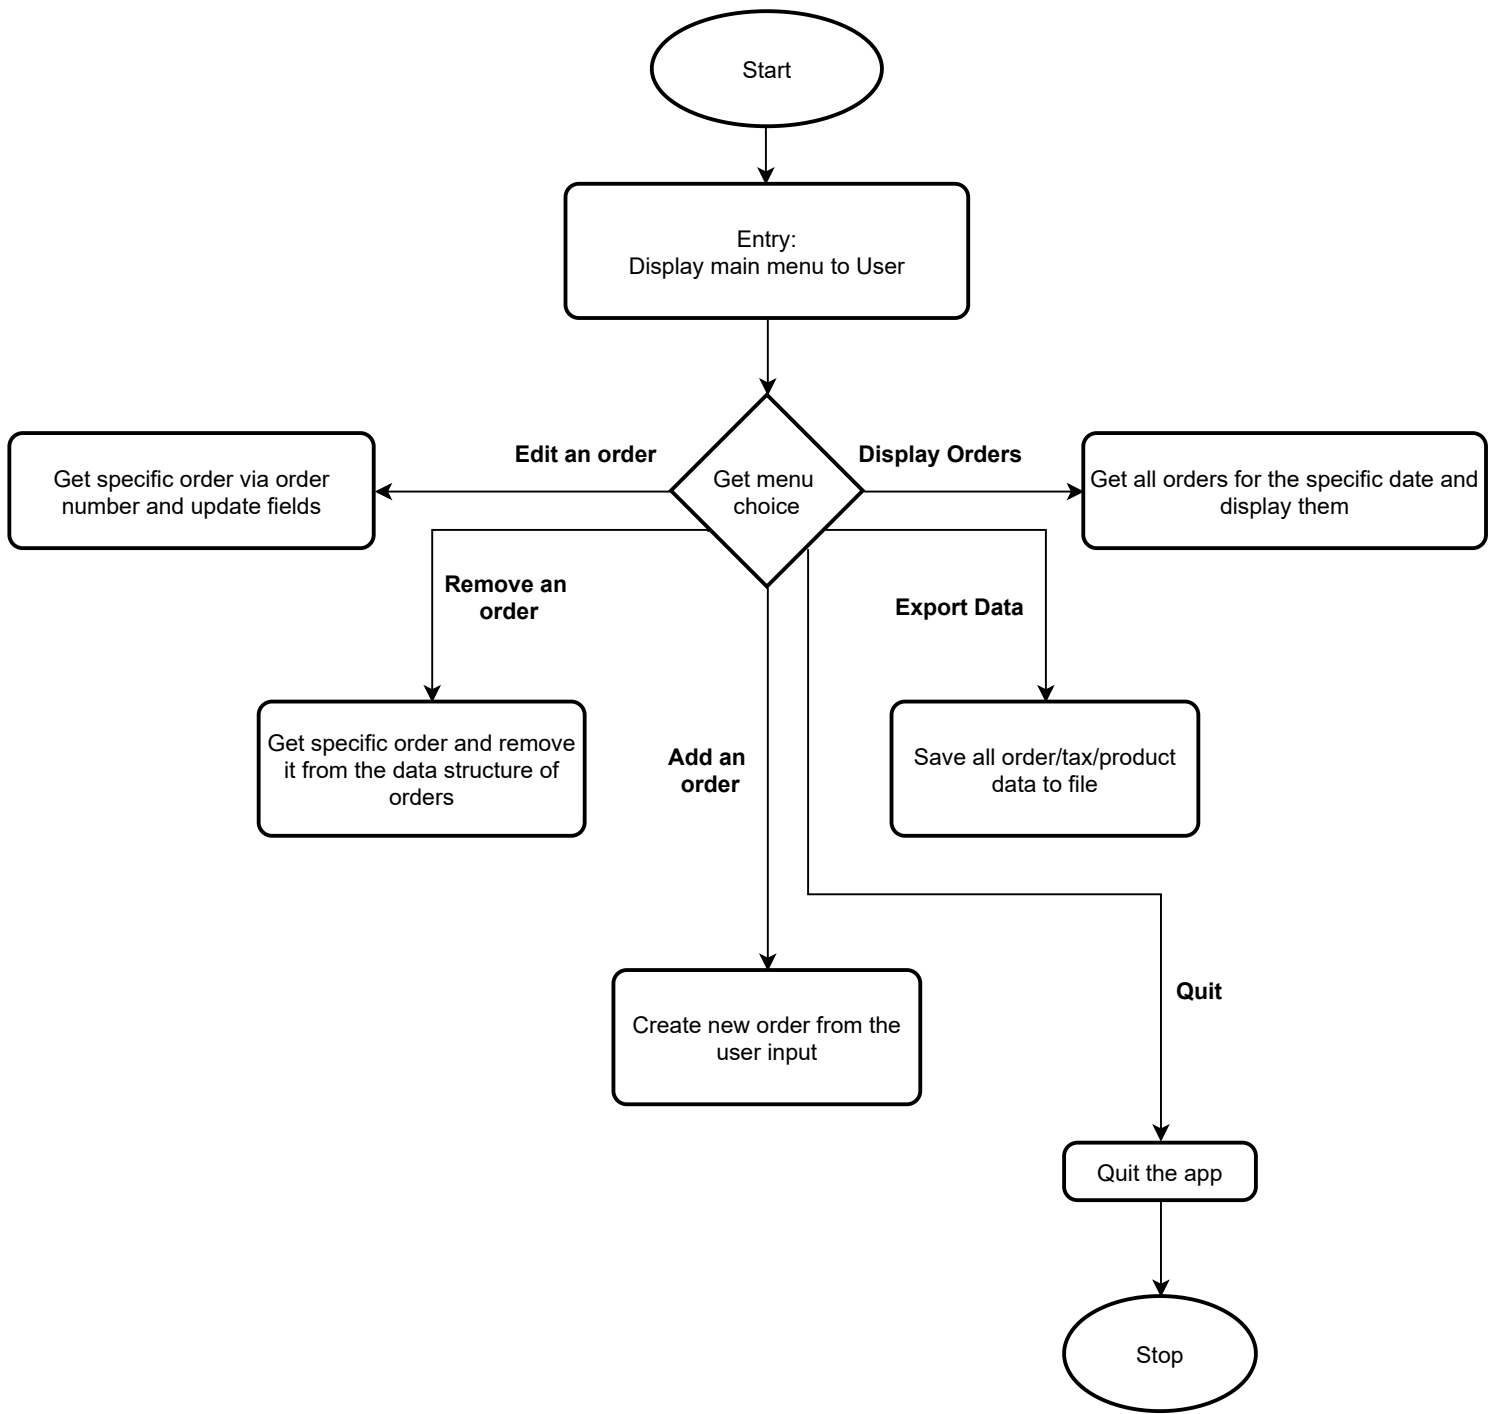 Start
Entry:
Display main menu to User
Edit an order
Display Orders
Get specific order via order
number and update fields
Get menu
choice
Get all orders for the specific date and
display them
Remove an
order
Export Data
Get specific order and remove
it from the data structure of
orders
Add an
order
Save all order/tax/product
data to file
Create new order from the
user input
Quit
Quit the app
Stop